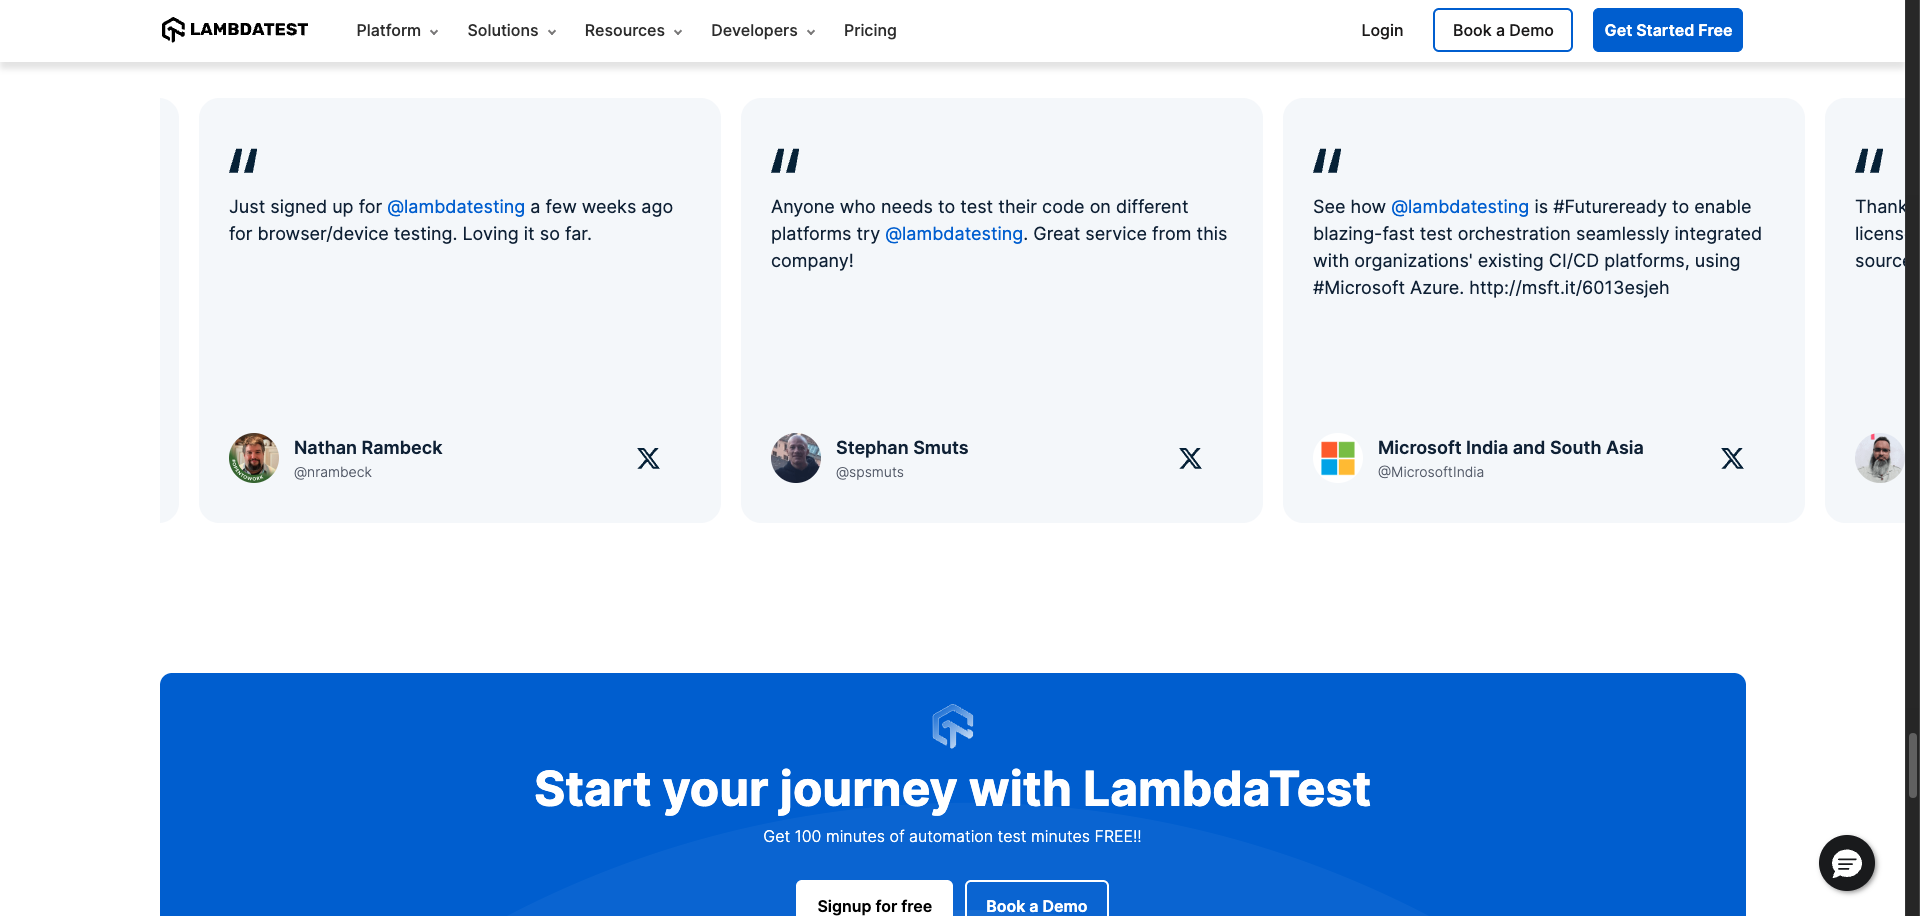 LAMBDATEST
Platform
Solutions
Resources
Developers
Pricing
Login
Book a Demo
Get Started Free
Just signed up for @lambdatesting a few weeks ago
for browser/device testing. Loving it so far.
Nathan Rambeck
@nrambeck
Anyone who needs to test their code on different
platforms try @lambdatesting. Great service from this
company!
Stephan Smuts
@spsmuts
See how @lambdatesting is #Futureready to enable
blazing-fast test orchestration seamlessly integrated
with organizations' existing CI/CD platforms, using
#Microsoft Azure. http://msft.it/6013esjeh
Microsoft India and South Asia
@MicrosoftIndia
Thank
licens
source
Start your journey with LambdaTest
Get 100 minutes of automation test minutes FREE!!
Signup for free
Book a Demo